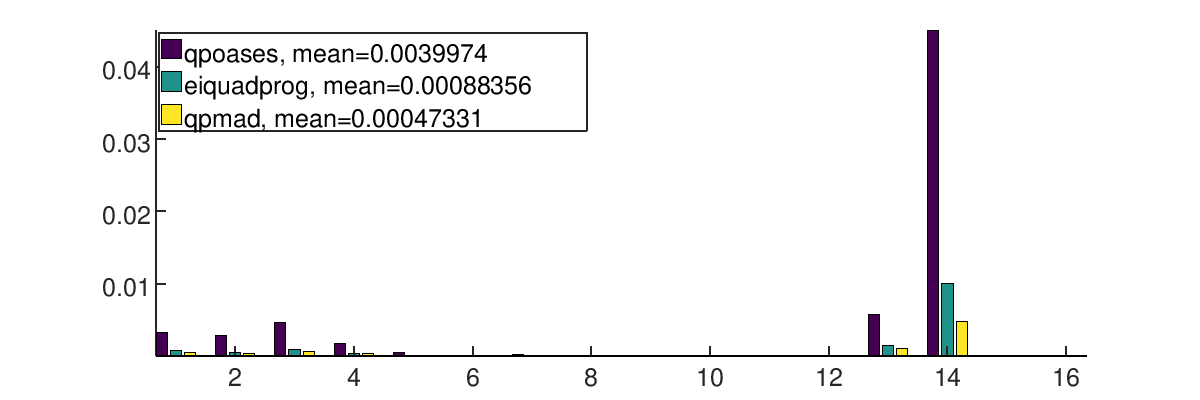 qpoases, mean=0.0039974
eiquadprog, mean=0.00088356
qpmad, mean=0.00047331
0.04
0.03
0.02
0.01
2 4 6 8 10 12 14 16